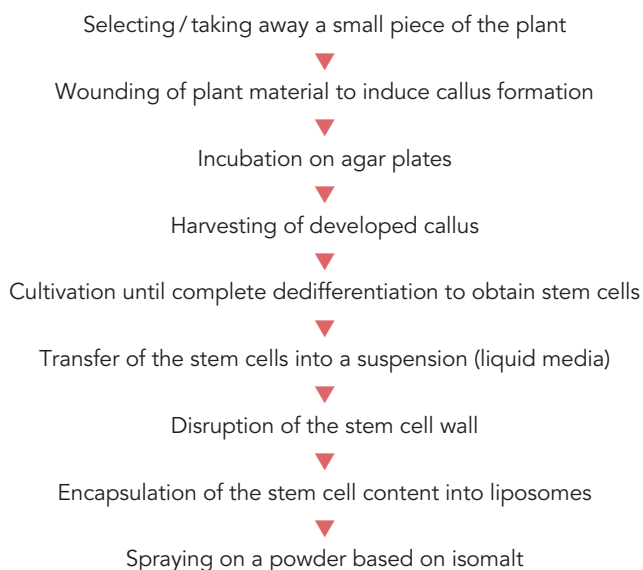 Selecting / taking away a small piece of the plant
Wounding of plant material to induce callus formation
Incubation on agar plates
Harvesting of developed callus
Cultivation until complete dedifferentiation to obtain stem cells
Transfer of the stem cells into a suspension (liquid media)
Disruption of the stem cell wall
Encapsulation of the stem cell content into liposomes
Spraying on a powder based on isomalt